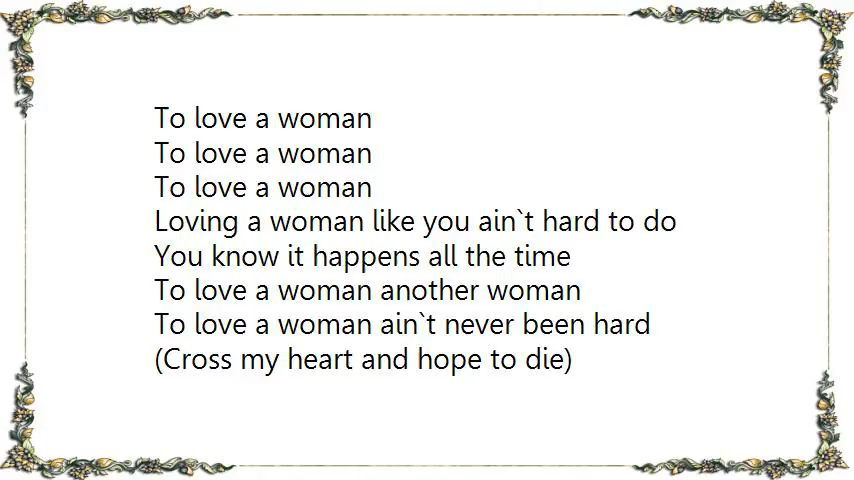 To love a woman
To love a woman
To love a woman
Loving a woman like you ain`t hard to do
You know it happens all the time
To love a woman another woman
To love a woman ain`t never been hard
(Cross my heart and hope to die)